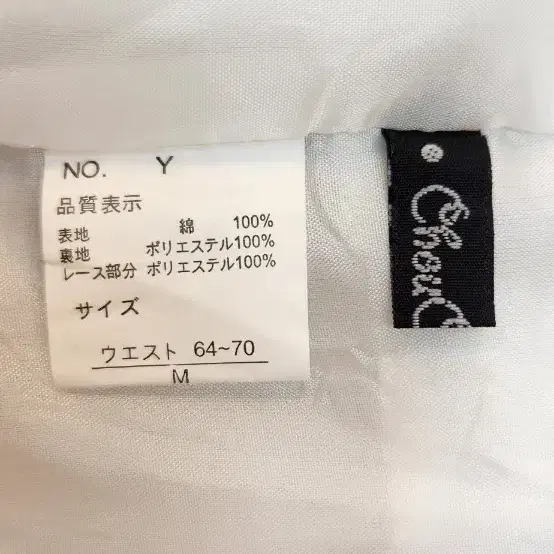 NO. Y
品質表示
表地 綿 100%
裏地 ポリエステル100%
レース部分 ポリエステル100%
サイズ
ウエスト 64~70
M